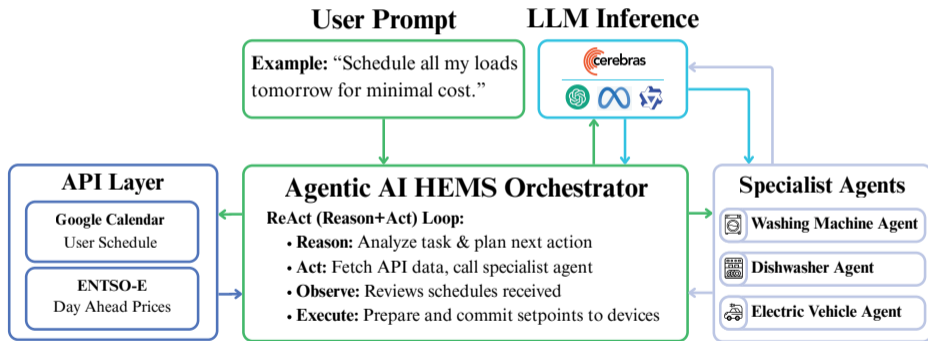 User Prompt
Example: “Schedule all my loads
tomorrow for minimal cost.”
LLM Inference
cerebras
API Layer
Google Calendar
User Schedule
ENTSO-E
Day Ahead Prices
Agentic AI HEMS Orchestrator
ReAct (Reason+Act) Loop:
• Reason: Analyze task & plan next action
• Act: Fetch API data, call specialist agent
• Observe: Reviews schedules received
• Execute: Prepare and commit setpoints to devices
Specialist Agents
Washing Machine Agent
Dishwasher Agent
Electric Vehicle Agent